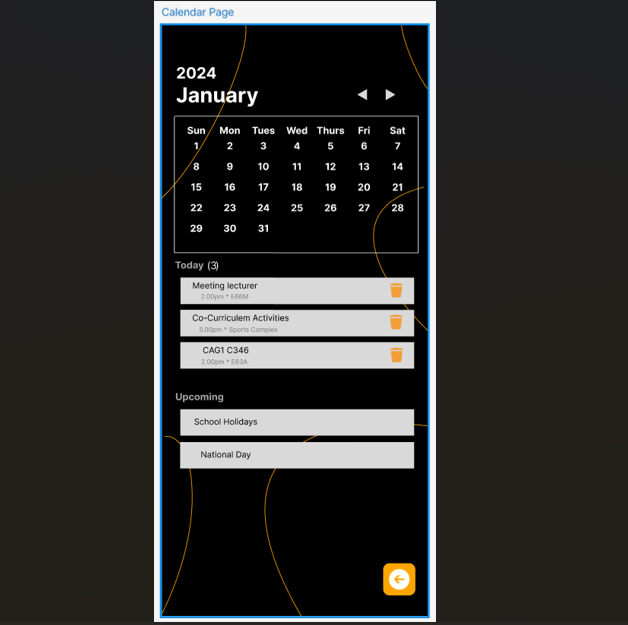 Calendar Page
2024
January
Sun Mon Tues Wed Thurs Fri Sat
1 2 3 4 5 6 7
8 9 10 11 12 13 14
15 16 17 18 19 20 21
22 23 24 25 26 27 28
29 30 31
Today (3)
Meeting lecturer
2.00pm * E66M
Co-Curriculem Activities
5.00pm * Sports Complex
CAG1 C346
2.00pm * E63A
Upcoming
School Holidays
National Day